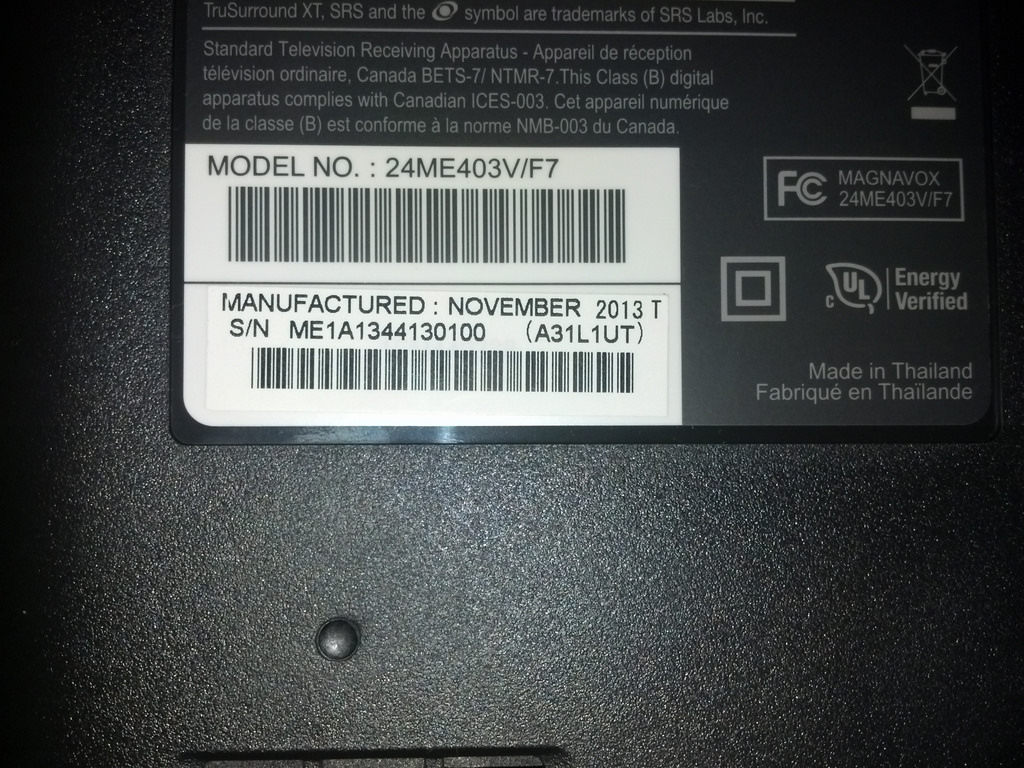 TruSurround XT, SRS and the symbol are trademarks of SRS Labs, Inc.
Standard Television Receiving Apparatus - Appareil de réception
télévision ordinaire, Canada BETS-7/ NTMR-7.This Class (B) digital
apparatus complies with Canadian ICES-003. Cet appareil numérique
de la classe (B) est conforme à la norme NMB-003 du Canada.
MODEL NO. : 24ME403V/F7
FC MAGNAVOX
24ME403V/F7
MANUFACTURED : NOVEMBER 2013 T
S/N ME1A1344130100 (A31L1UT)
c UL Energy
Verified
Made in Thailand
Fabriqué en Thaïlande